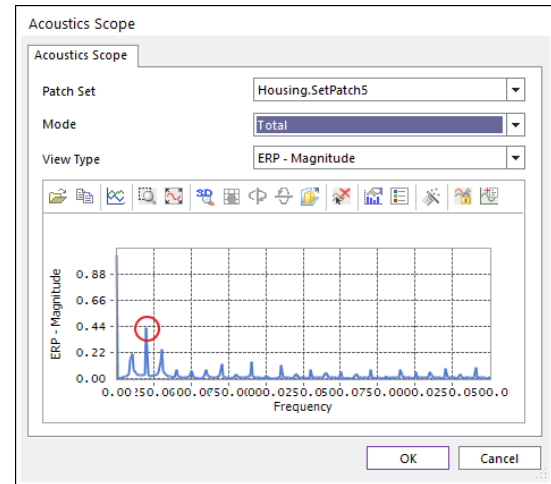 Acoustics Scope
Acoustics Scope
Patch Set
Housing.SetPatch5
Mode
Total
View Type
ERP - Magnitude
3D
ERP - Magnitude
0.88
0.66
0.44
0.22
0.00
Frequency
OK
Cancel